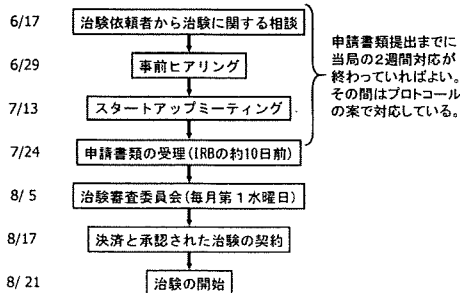 6/17 治験依頼者から治験に関する相談
6/29 事前ヒアリング
7/13 スタートアップミーティング
7/24 申請書類の受理(IRBの約10日前)
8/ 5 治験審査委員会(毎月第1水曜日)
8/17 決済と承認された治験の契約
8/ 21 治験の開始
申請書類提出までに
当局の2週間対応が
終わっていればよい。
その間はプロトコール
の案で対応している。